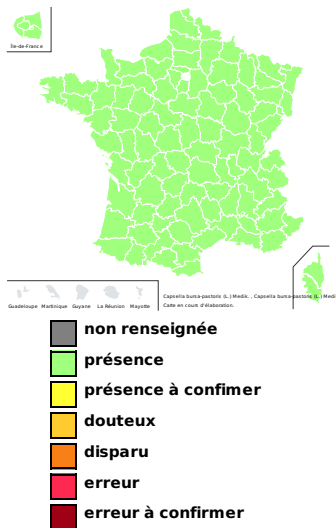 Île-de-France
Guadeloupe Martinique Guyane La Réunion Mayotte
Capsella bursa-pastoris (L.) Medik. , Capsella bursa-pastoris (L.) Medi
Carte en cours d'élaboration.
non renseignée
présence
présence à confimer
douteux
disparu
erreur
erreur à confirmer